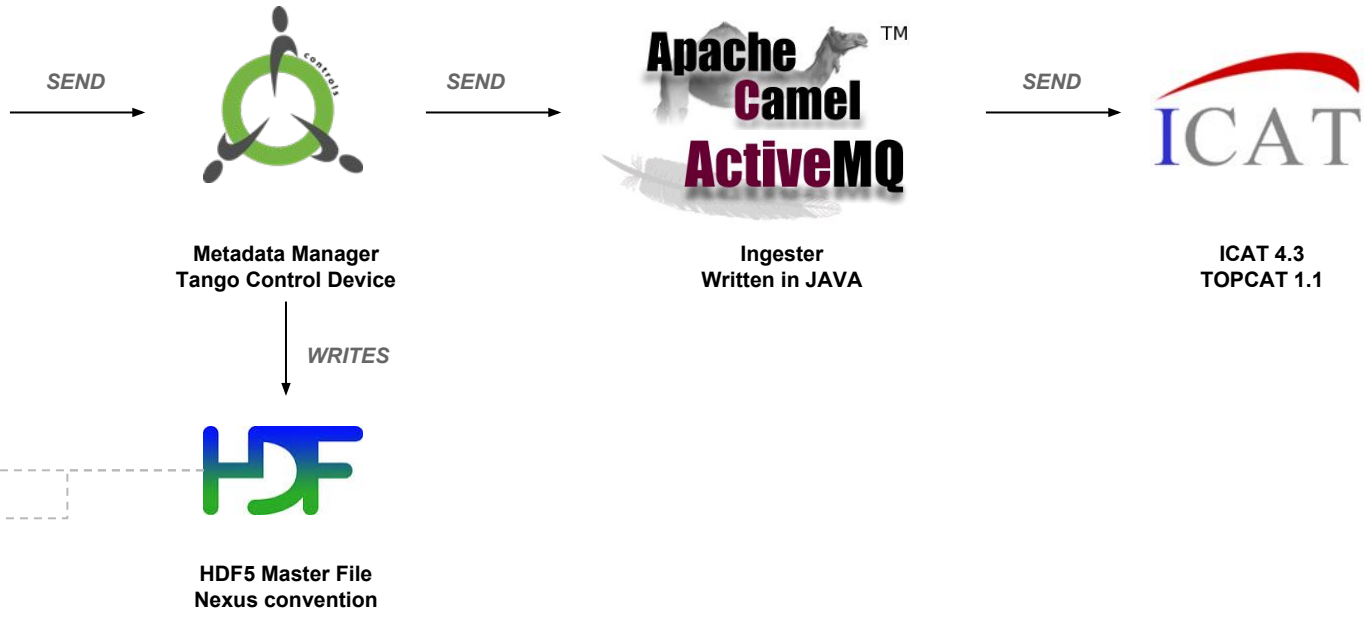 SEND
controls
SEND
Apache
Camel
TM
ActiveMQ
SEND
ICAT
Metadata Manager
Tango Control Device
Ingester
Written in JAVA
ICAT 4.3
TOPCAT 1.1
WRITES
HDF
HDF5 Master File
Nexus convention